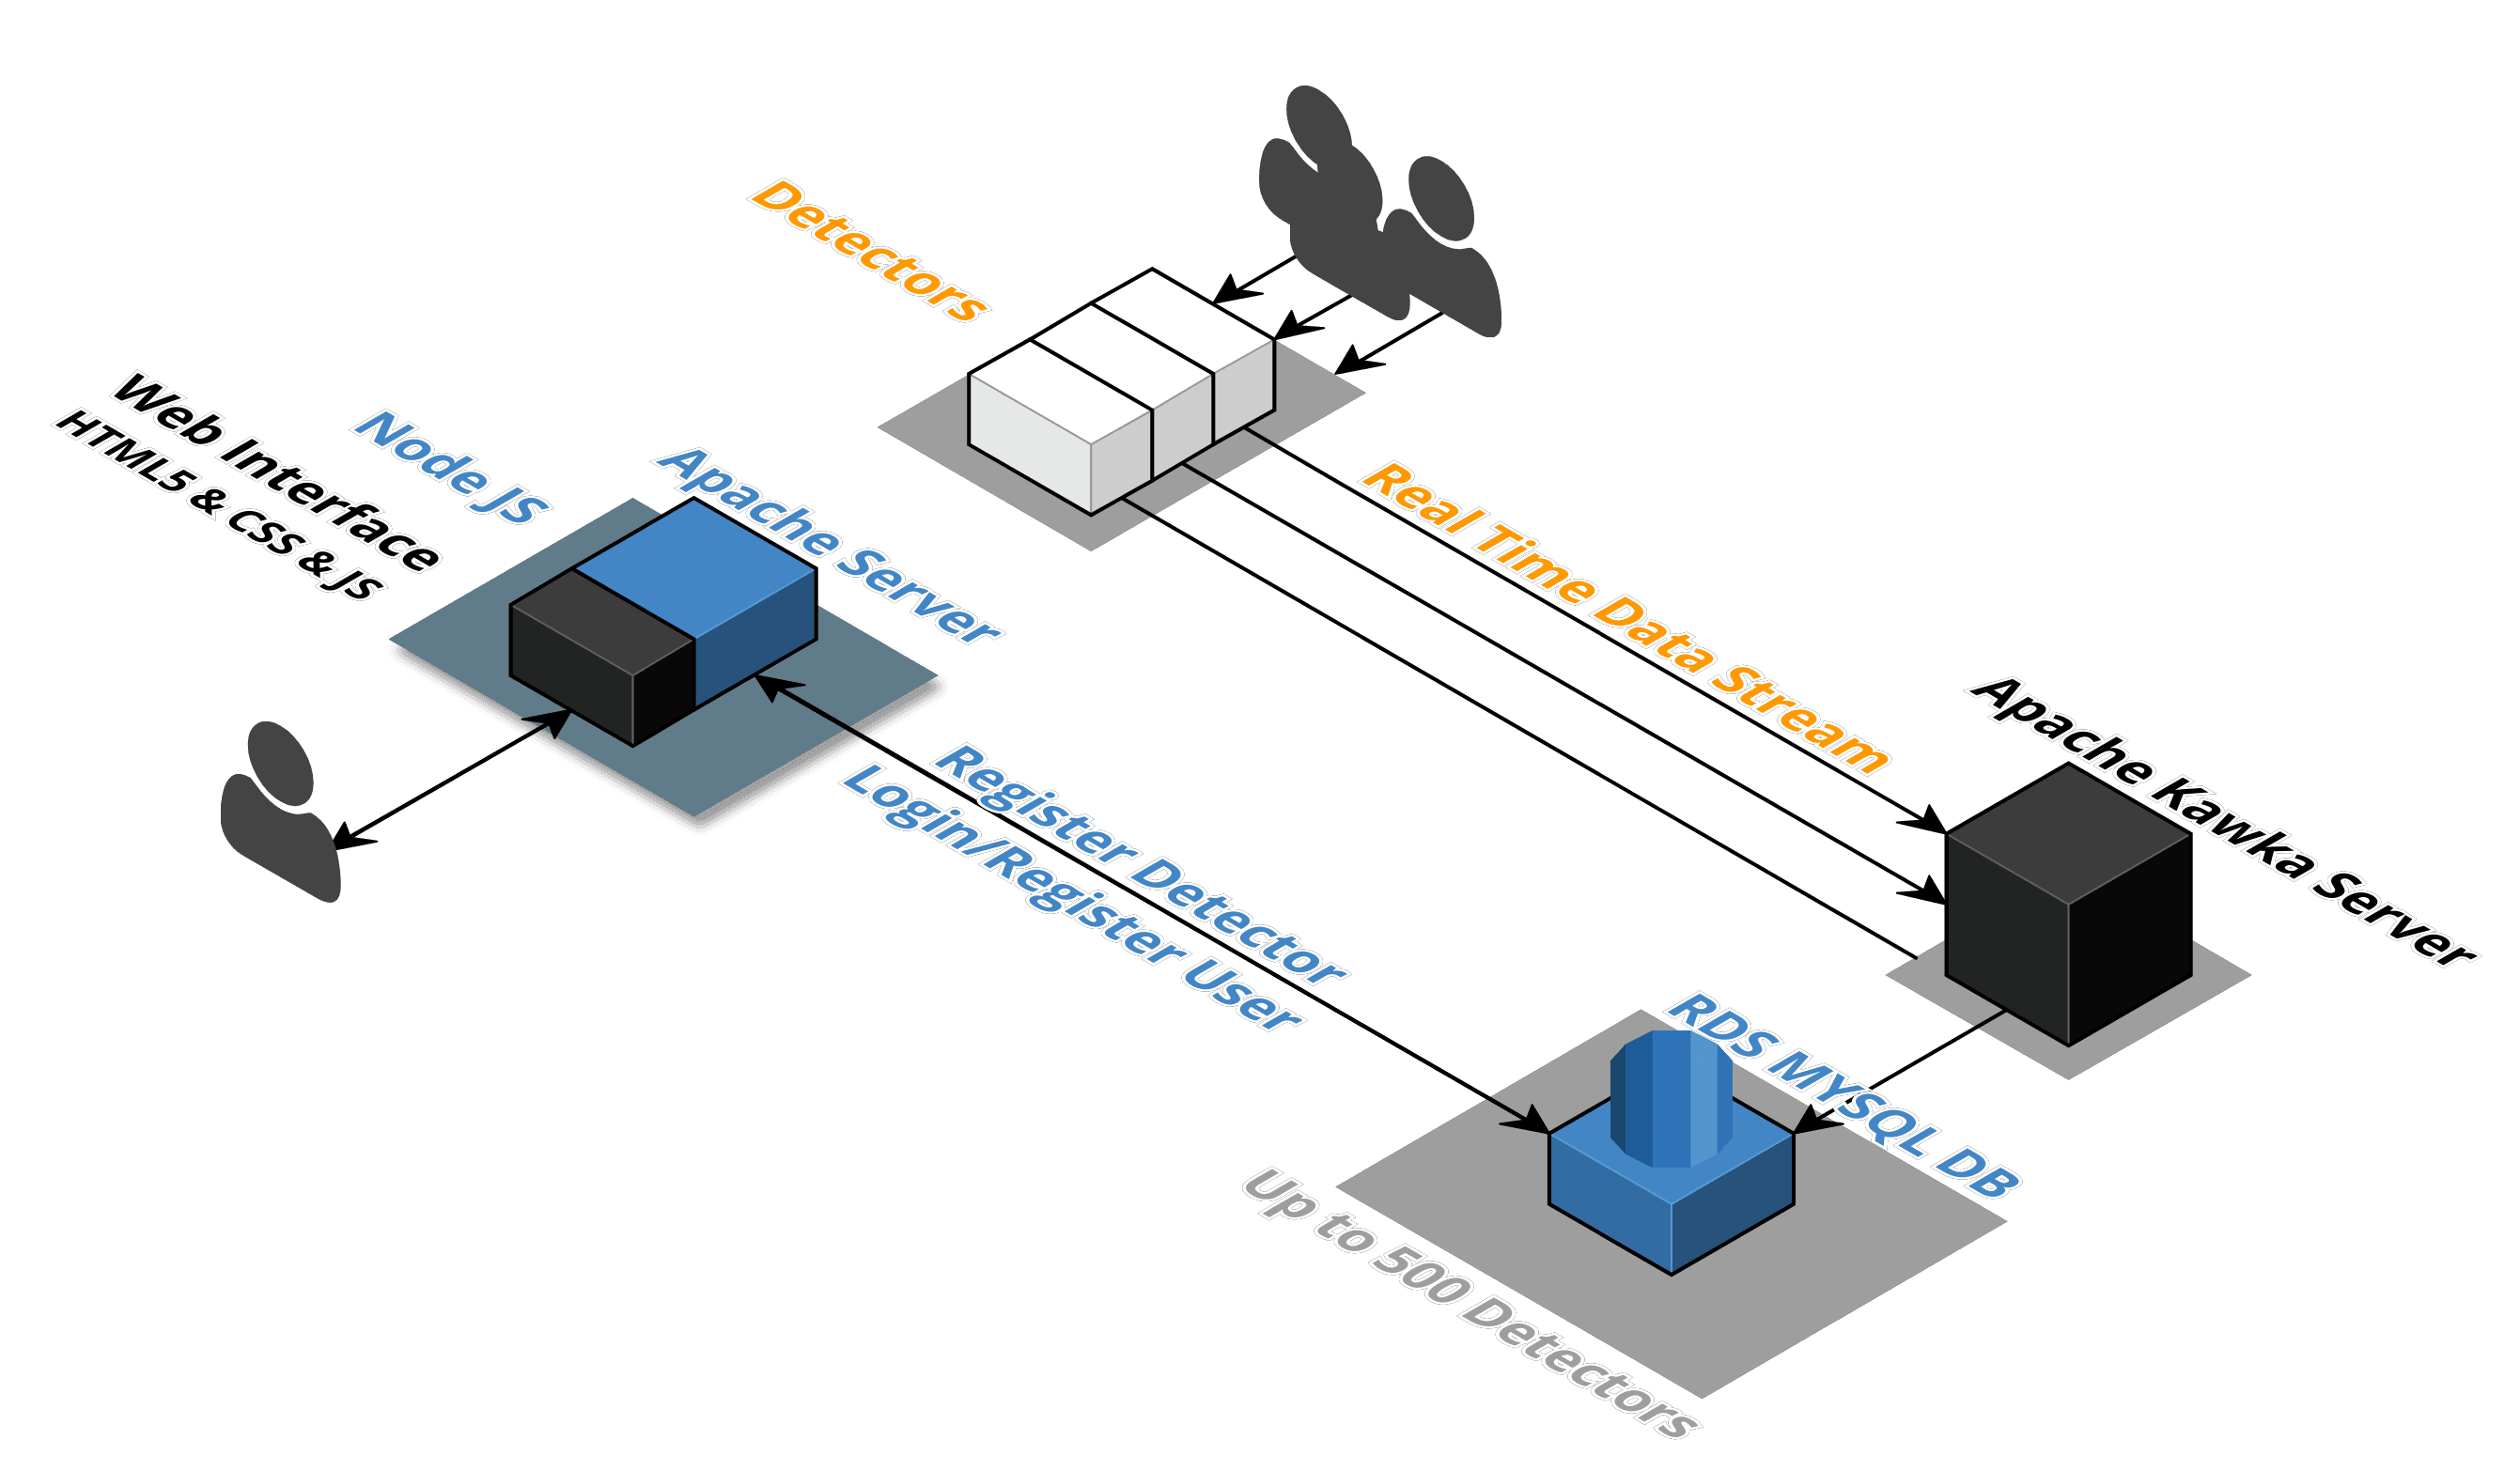 Detectors
Web Interface
HTML5 & CSS & JS
Node JS
Apache Server
Real Time Data Stream
Apache Kawka Server
Register Detector
Login/Register User
RDS MYSQL DB
Up to 500 Detectors